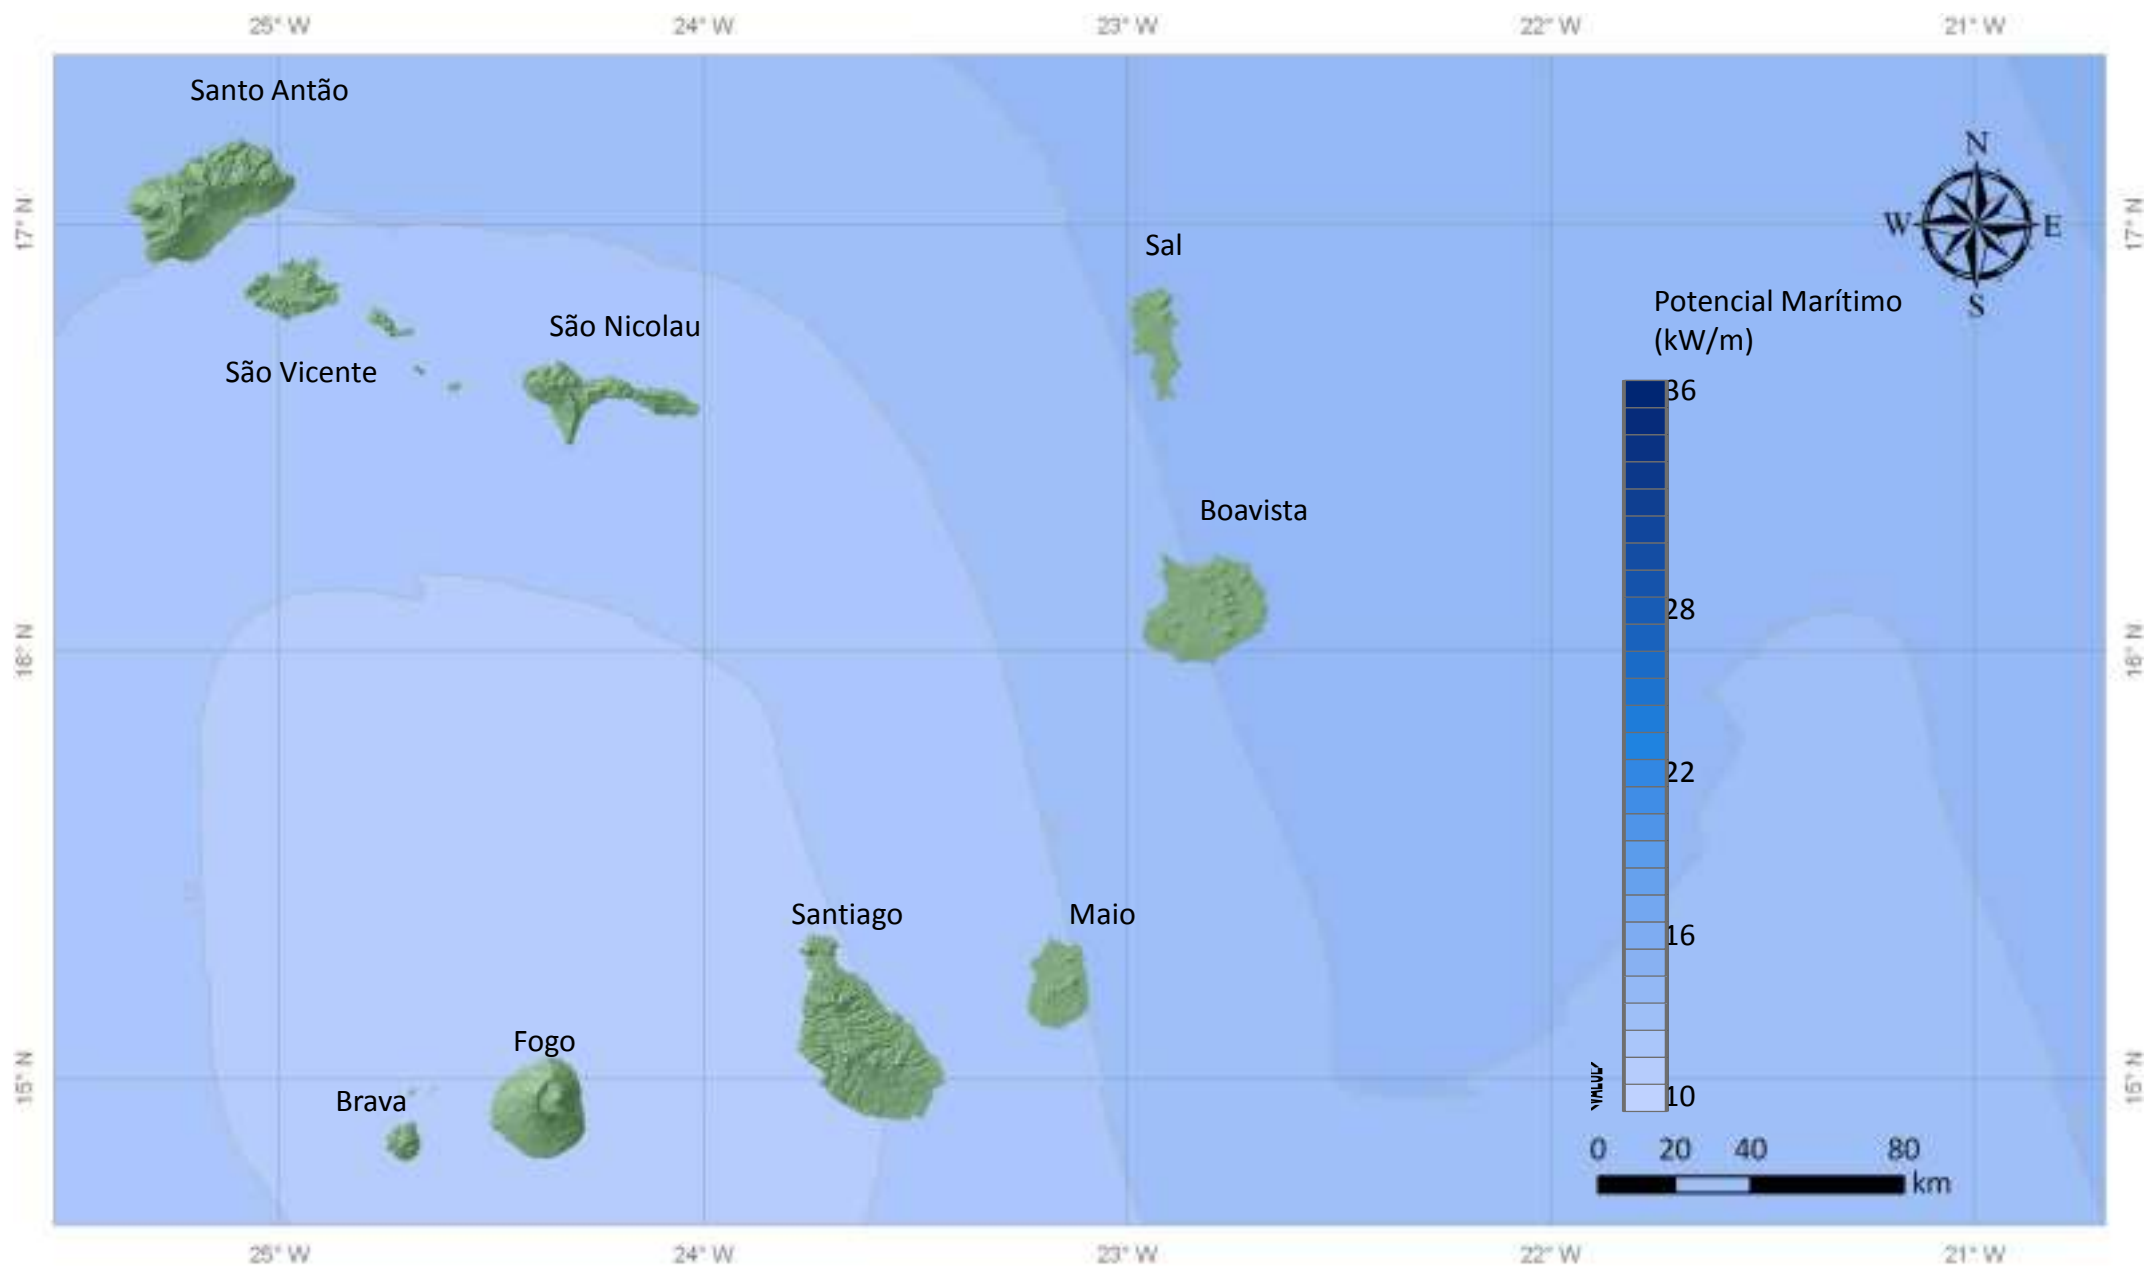 25° W 24° W 23° W 22° W 21° W
Santo Antão
N
17° N
W E
17° N
Sal
S
Potencial Marítimo
(kW/m)
São Nicolau
São Vicente
36
Boavista
28
16° N
16° N
22
Santiago
Maio
16
Fogo
15° N
15° N
Brava
VALUE
10
0 20 40 80
km
25° W 24° W 23° W 22° W 21° W